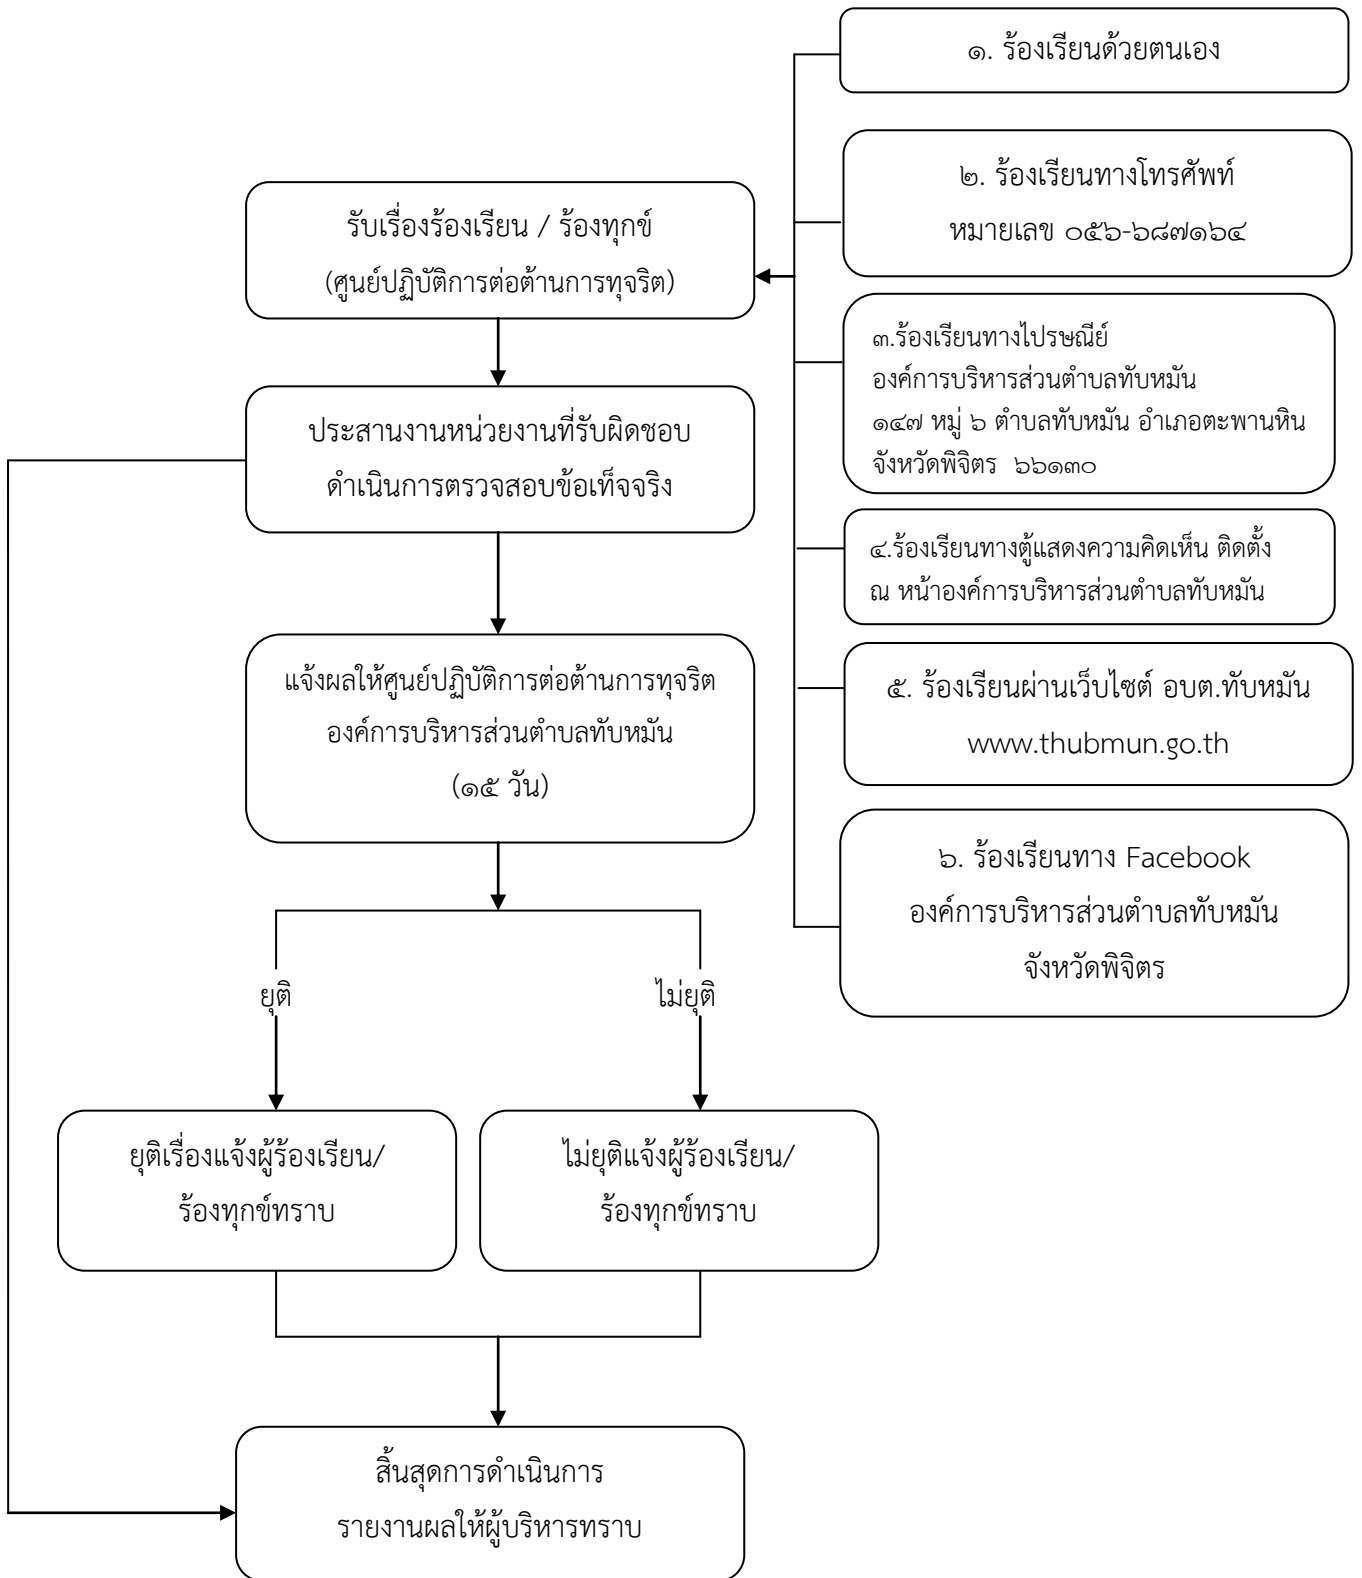 ๑. ร้องเรียนด้วยตนเอง
๒. ร้องเรียนทางโทรศัพท์
หมายเลข ๐๕๖-๖๘๗๑๖๔
รับเรื่องร้องเรียน / ร้องทุกข์
(ศูนย์ปฏิบัติการต่อต้านการทุจริต)
๓.ร้องเรียนทางไปรษณีย์
องค์การบริหารส่วนตำบลทับหมัน
๑๔๗ หมู่ ๖ ตำบลทับหมัน อำเภอตะพานหิน
จังหวัดพิจิตร ๖๖๑๓๐
ประสานงานหน่วยงานที่รับผิดชอบ
ดำเนินการตรวจสอบข้อเท็จจริง
๔.ร้องเรียนทางตู้แสดงความคิดเห็น ติดตั้ง
ณ หน้าองค์การบริหารส่วนตำบลทับหมัน
แจ้งผลให้ศูนย์ปฏิบัติการต่อต้านการทุจริต
องค์การบริหารส่วนตำบลทับหมัน
(๑๕ วัน)
๕. ร้องเรียนผ่านเว็บไซต์ อบต.ทับหมัน
www.thubmun.go.th
๖. ร้องเรียนทาง Facebook
องค์การบริหารส่วนตำบลทับหมัน
จังหวัดพิจิตร
ยุติ
ไม่ยุติ
ยุติเรื่องแจ้งผู้ร้องเรียน/
ร้องทุกข์ทราบ
ไม่ยุติแจ้งผู้ร้องเรียน/
ร้องทุกข์ทราบ
สิ้นสุดการดำเนินการ
รายงานผลให้ผู้บริหารทราบ